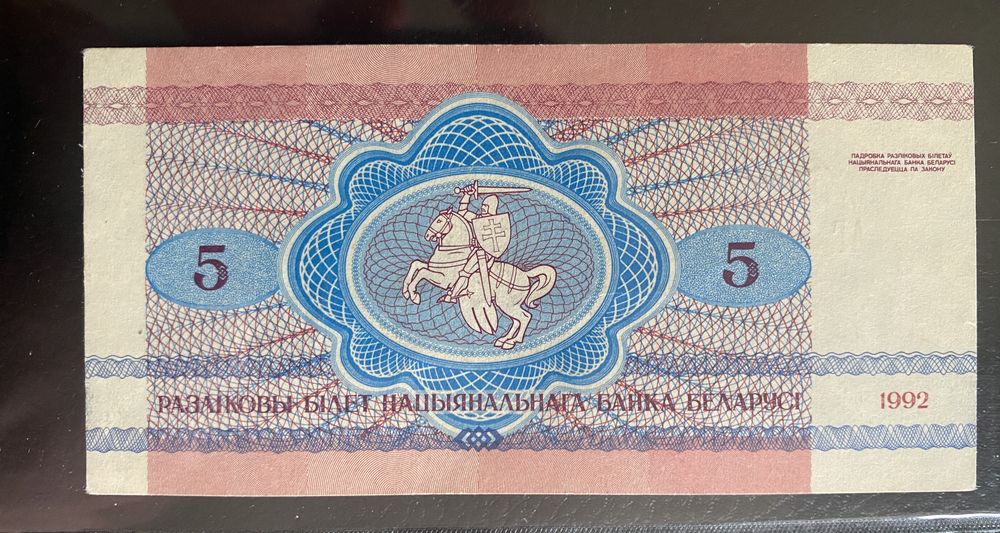 ПАДРОБКА РАЗЛІКОВЫХ БІЛЕТАЎ
НАЦЫЯНАЛЬНАГА БАНКА БЕЛАРУСІ
ПРАСЛЕДУЕЦЦА ПА ЗАКОНУ
5 5
РАЗЛІКОВЫ БІЛЕТ НАЦЫЯНАЛЬНАГА БАНКА БЕЛАРУСІ 1992